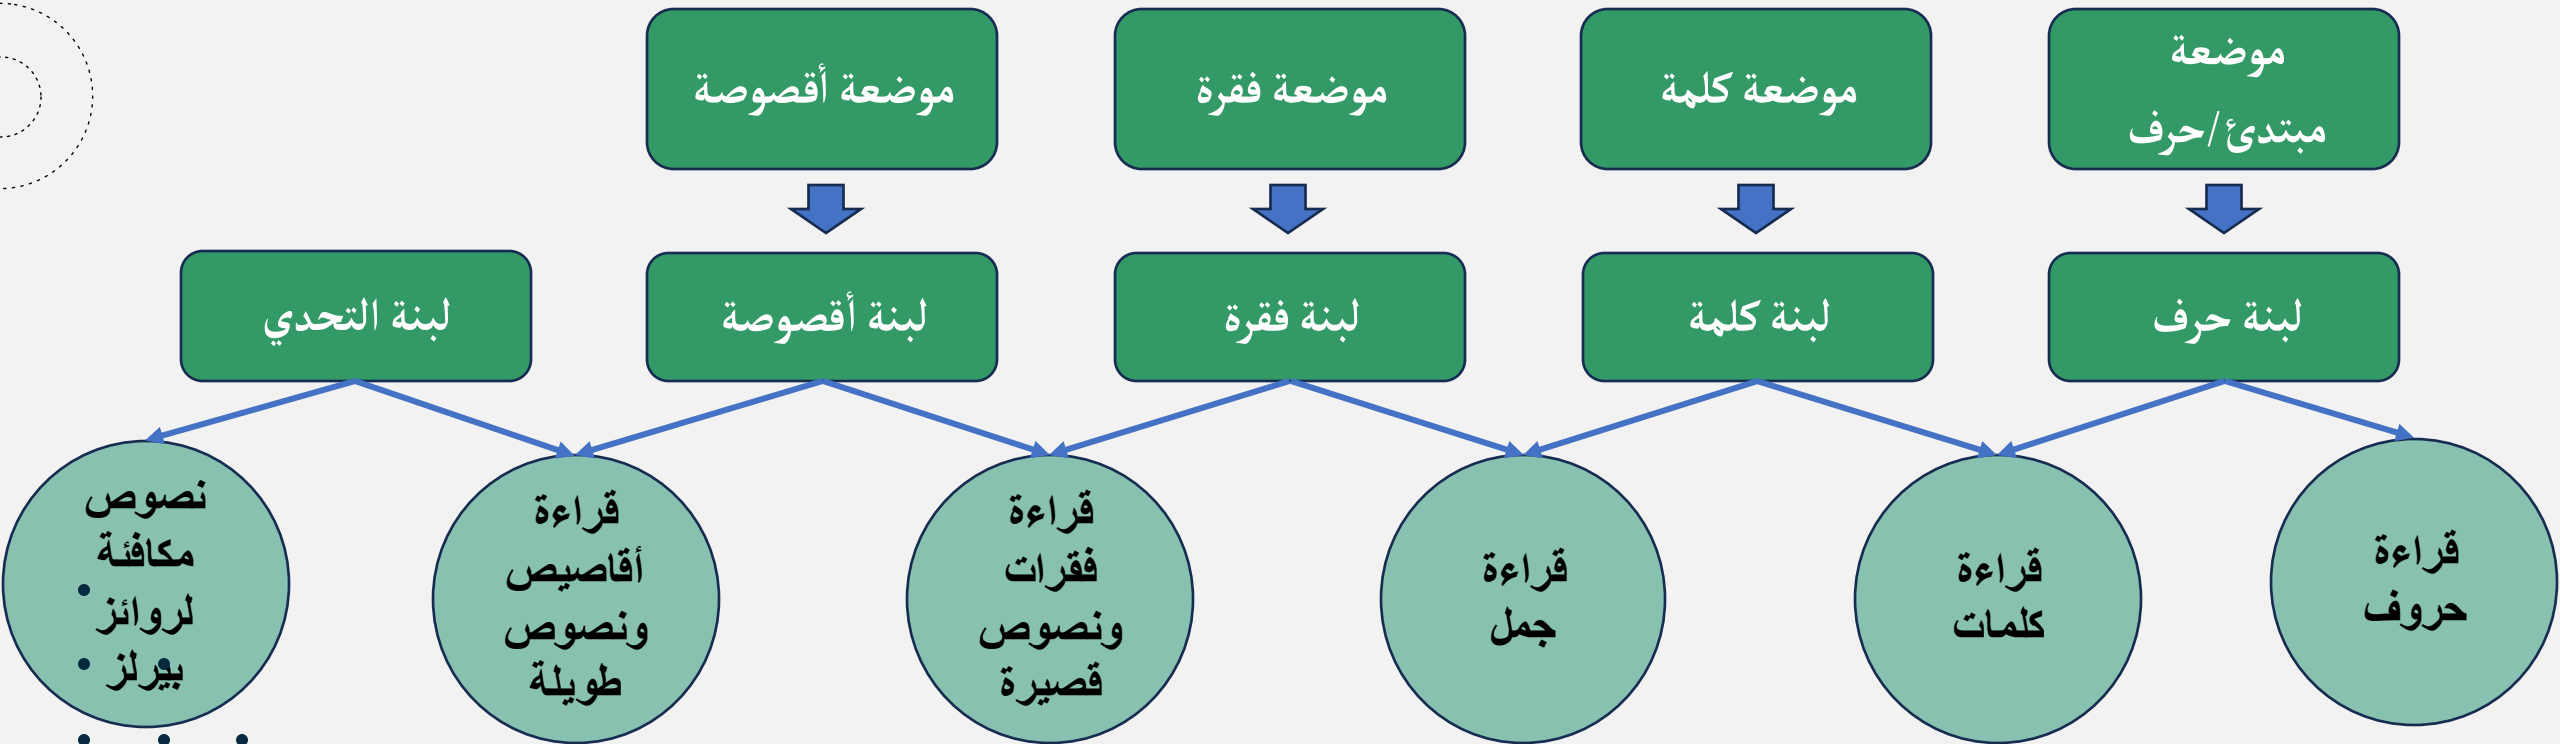 موضعة
مبتدئ/حرف
موضعة كلمة
موضعة فقرة
موضعة أقصوصة
لبنة حرف
لبنة كلمة
لبنة فقرة
لبنة أقصوصة
لبنة التحدي
قراءة
حروف
قراءة
كلمات
قراءة
جمل
قراءة
فقرات
ونصوص
قصيرة
قراءة
أقاصيص
ونصوص
طويلة
نصوص
مكافئة
لروائز
بيرلز